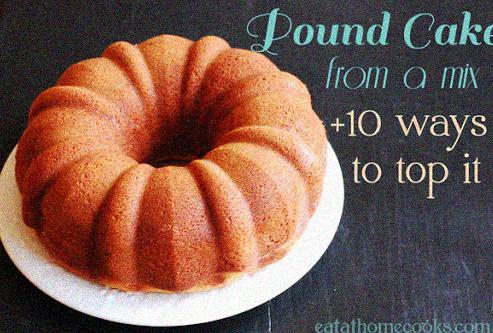 Pound Cake
from a mix
+10 ways
to top it
eatathomecooks.com